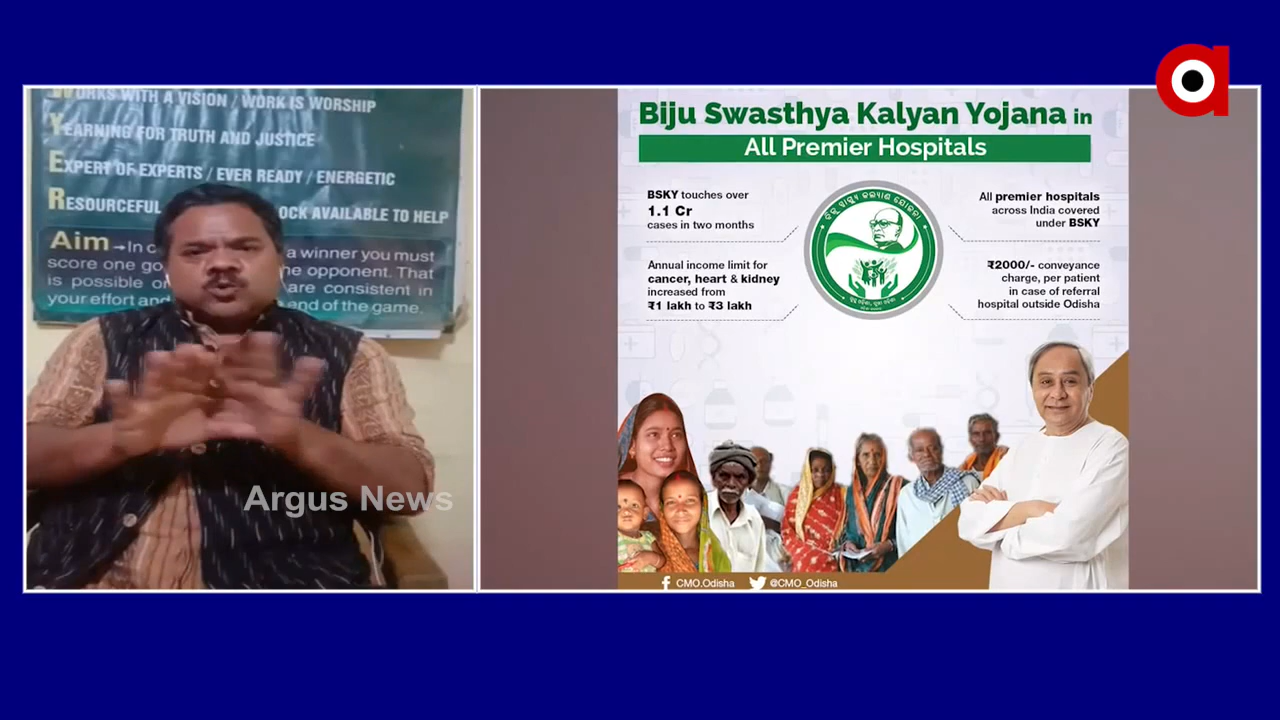 WORKS WITH A VISION / WORK IS WORSHIP
YEARNING FOR TRUTH AND JUSTICE
EXPERT OF EXPERTS / EVER READY / ENERGETIC
RESOURCEFUL OCK AVAILABLE TO HELP
Aim → In a winner you must
score one go he opponent. That
is possible are consistent in
your effort and end of the game.
Argus News
Biju Swasthya Kalyan Yojana in
All Premier Hospitals
BSKY touches over
1.1 Cr
cases in two months
Annual income limit for
cancer, heart & kidney
increased from
₹1 lakh to ₹3 lakh
ବିଜୁ ସ୍ୱାସ୍ଥ୍ୟ କଲ୍ୟାଣ ଯୋଜନା
All premier hospitals
across India covered
under BSKY
₹2000/- conveyance
charge, per patient
in case of referral
hospital outside Odisha
CMO.Odisha
@CMO_Odisha